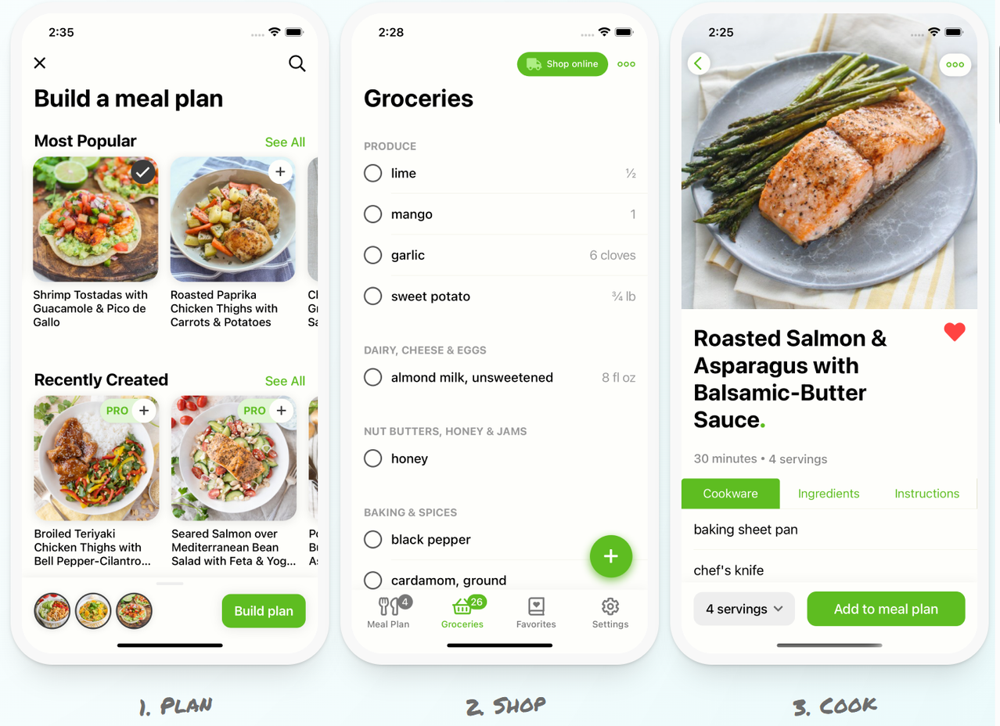 2:35
Build a meal plan
Most Popular See All
Shrimp Tostadas with
Guacamole & Pico de
Gallo
Roasted Paprika
Chicken Thighs with
Carrots & Potatoes
Recently Created See All
PRO
PRO
Broiled Teriyaki
Chicken Thighs with
Bell Pepper-Cilantro...
Seared Salmon over
Mediterranean Bean
Salad with Feta & Yog...
Build plan
1. PLAN
2:28
Shop online
Groceries
PRODUCE
lime ½
mango 1
garlic 6 cloves
sweet potato ¾ lb
DAIRY, CHEESE & EGGS
almond milk, unsweetened 8 fl oz
NUT BUTTERS, HONEY & JAMS
honey
BAKING & SPICES
black pepper
cardamom, ground
4 26
Meal Plan Groceries Favorites Settings
2. SHOP
2:25
Roasted Salmon &
Asparagus with
Balsamic-Butter
Sauce.
30 minutes • 4 servings
Cookware Ingredients Instructions
baking sheet pan
chef's knife
4 servings Add to meal plan
3. COOK